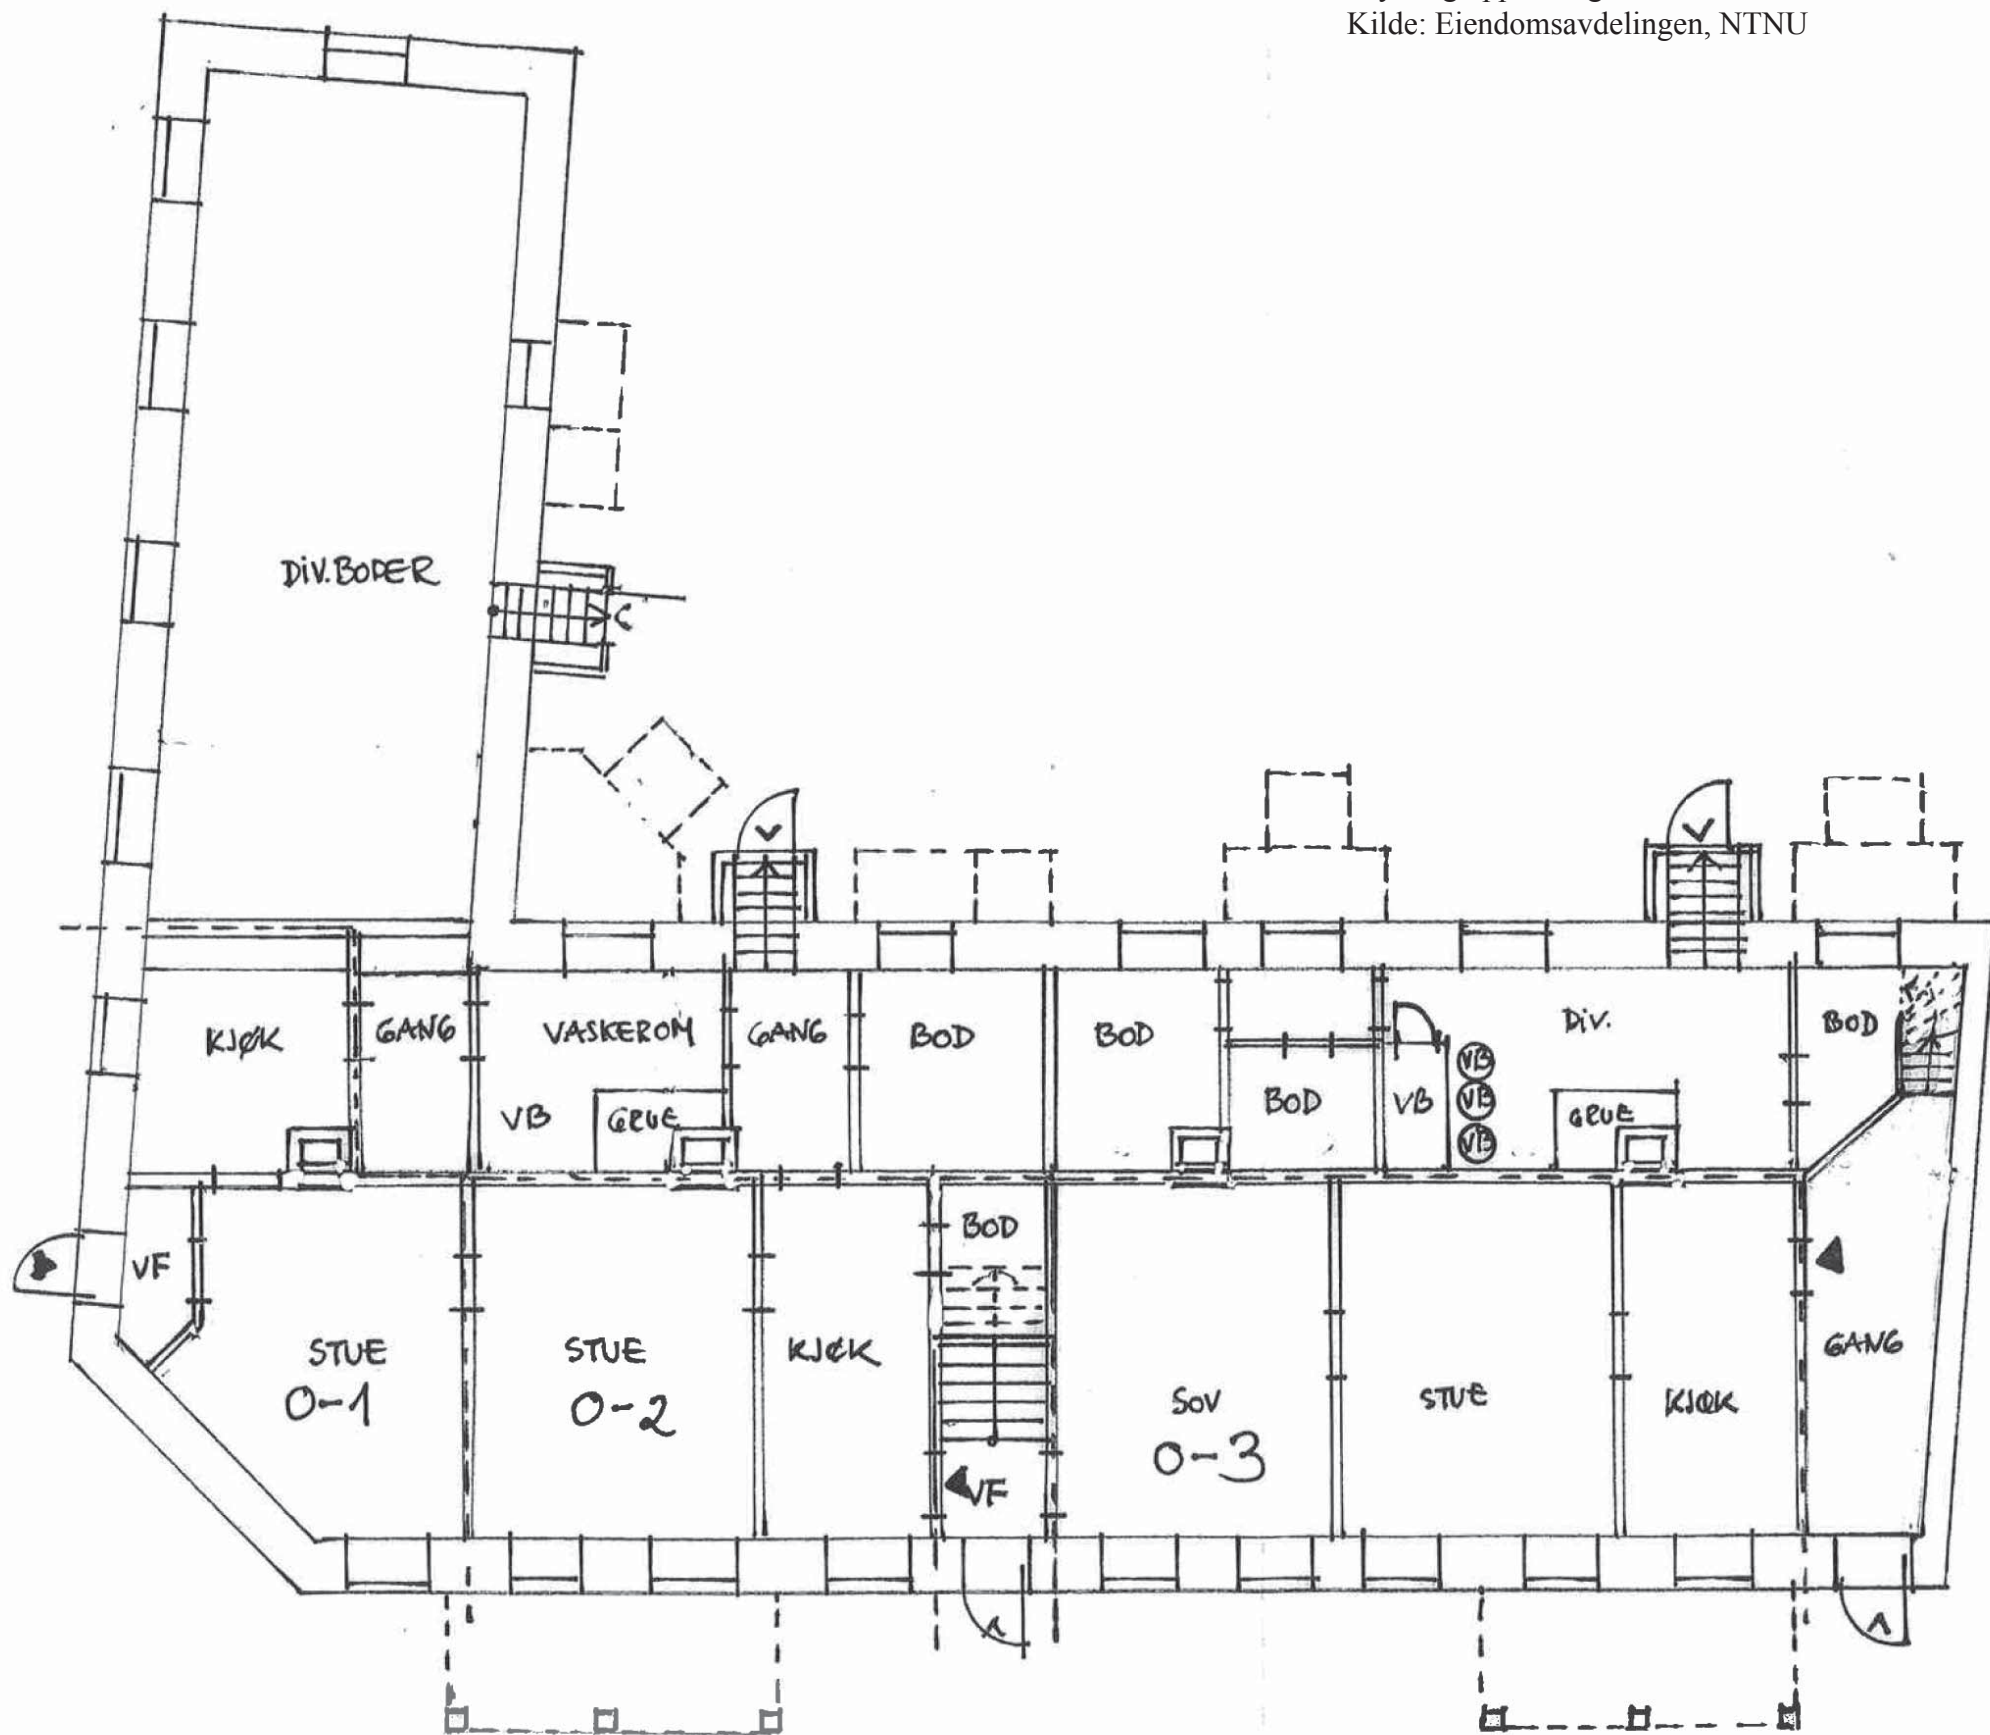 Kilde: Eiendomsavdelingen, NTNU
DIV. BODER
KJØK
GANG
VASKEROM
GANG
BOD
BOD
DIV.
BOD
VB
GRUE
BOD
VB
VB
VB
VB
GRUE
VF
BOD
STUE
0-1
STUE
0-2
KJØK
SOV
0-3
STUE
KJØK
GANG
VF